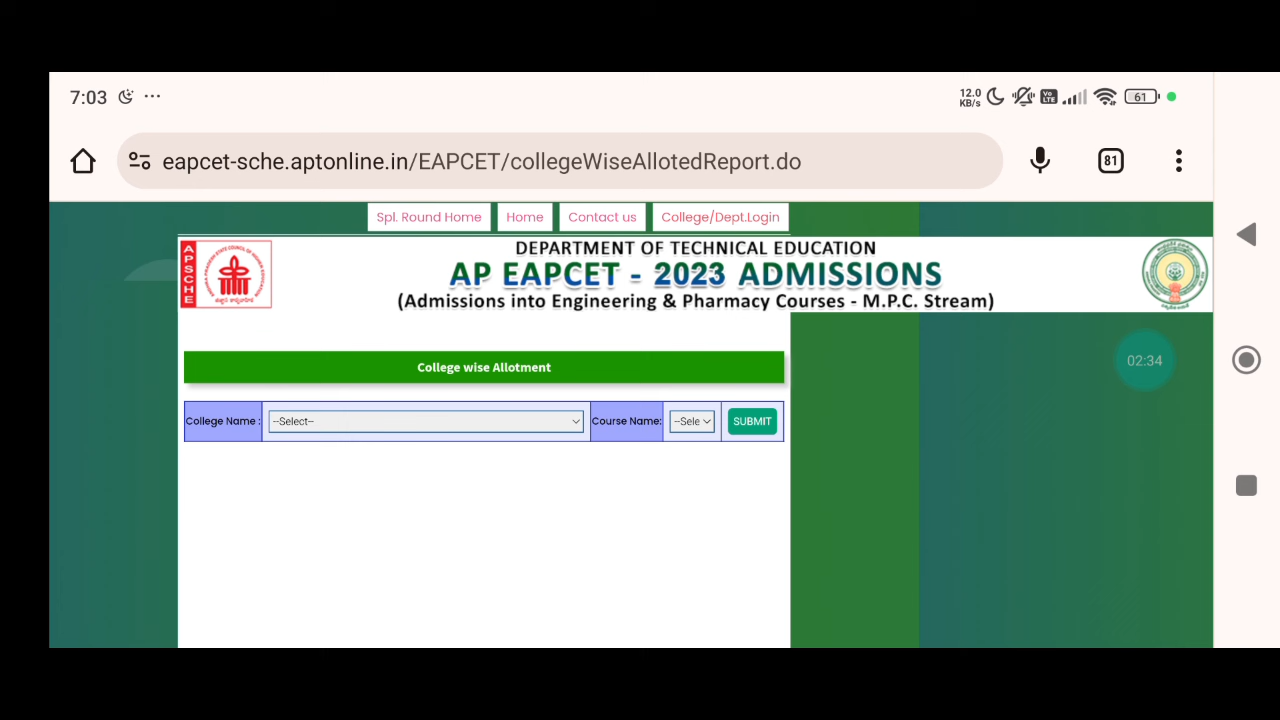 7:03 ...
12.0
KB/s
Vo
LTE
61
eapcet-sche.aptonline.in/EAPCET/collegeWiseAllotedReport.do
81
Spl. Round Home
Home
Contact us
College/Dept.Login
APSCHE
DEPARTMENT OF TECHNICAL EDUCATION
AP EAPCET - 2023 ADMISSIONS
(Admissions into Engineering & Pharmacy Courses - M.P.C. Stream)
02:34
College wise Allotment
College Name : --Select-- Course Name: --Sele SUBMIT